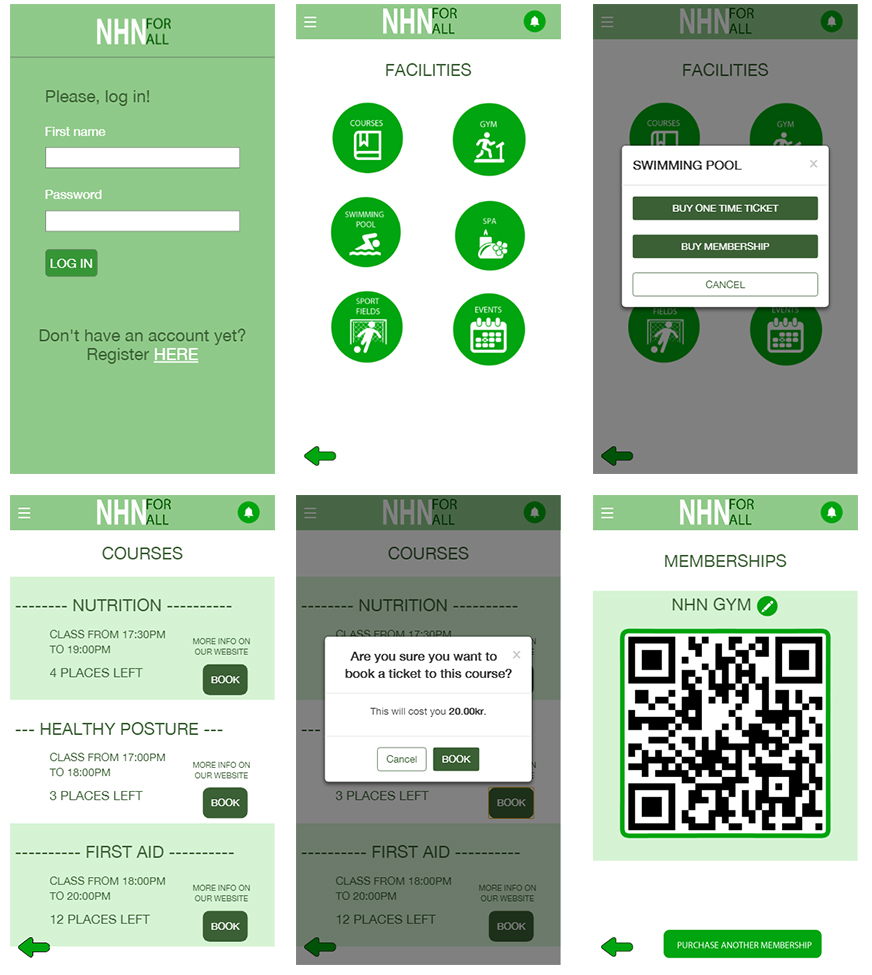 NHN FOR ALL
Please, log in!
First name
Password
LOG IN
Don't have an account yet?
Register HERE
NHN FOR ALL
FACILITIES
COURSES
GYM
SWIMMING
POOL
SPA
SPORT
FIELDS
EVENTS
NHN FOR ALL
FACILITIES
COURSES
GYM
SWIMMING POOL ×
BUY ONE TIME TICKET
BUY MEMBERSHIP
CANCEL
FIELDS
EVENTS
NHN FOR ALL
COURSES
-------- NUTRITION ----------
CLASS FROM 17:30PM
TO 19:00PM
MORE INFO ON
OUR WEBSITE
4 PLACES LEFT
BOOK
--- HEALTHY POSTURE ---
CLASS FROM 17:00PM
TO 18:00PM
MORE INFO ON
OUR WEBSITE
3 PLACES LEFT
BOOK
---------- FIRST AID ----------
CLASS FROM 18:00PM
TO 20:00PM
MORE INFO ON
OUR WEBSITE
12 PLACES LEFT
BOOK
NHN FOR ALL
COURSES
-------- NUTRITION ----------
CLASS FROM 17:30PM
MORE INFO ON
Are you sure you want to ×
book a ticket to this course?
This will cost you 20.00kr.
Cancel
BOOK
3 PLACES LEFT
BOOK
---------- FIRST AID ----------
CLASS FROM 18:00PM
TO 20:00PM
MORE INFO ON
OUR WEBSITE
12 PLACES LEFT
BOOK
NHN FOR ALL
MEMBERSHIPS
NHN GYM
PURCHASE ANOTHER MEMBERSHIP